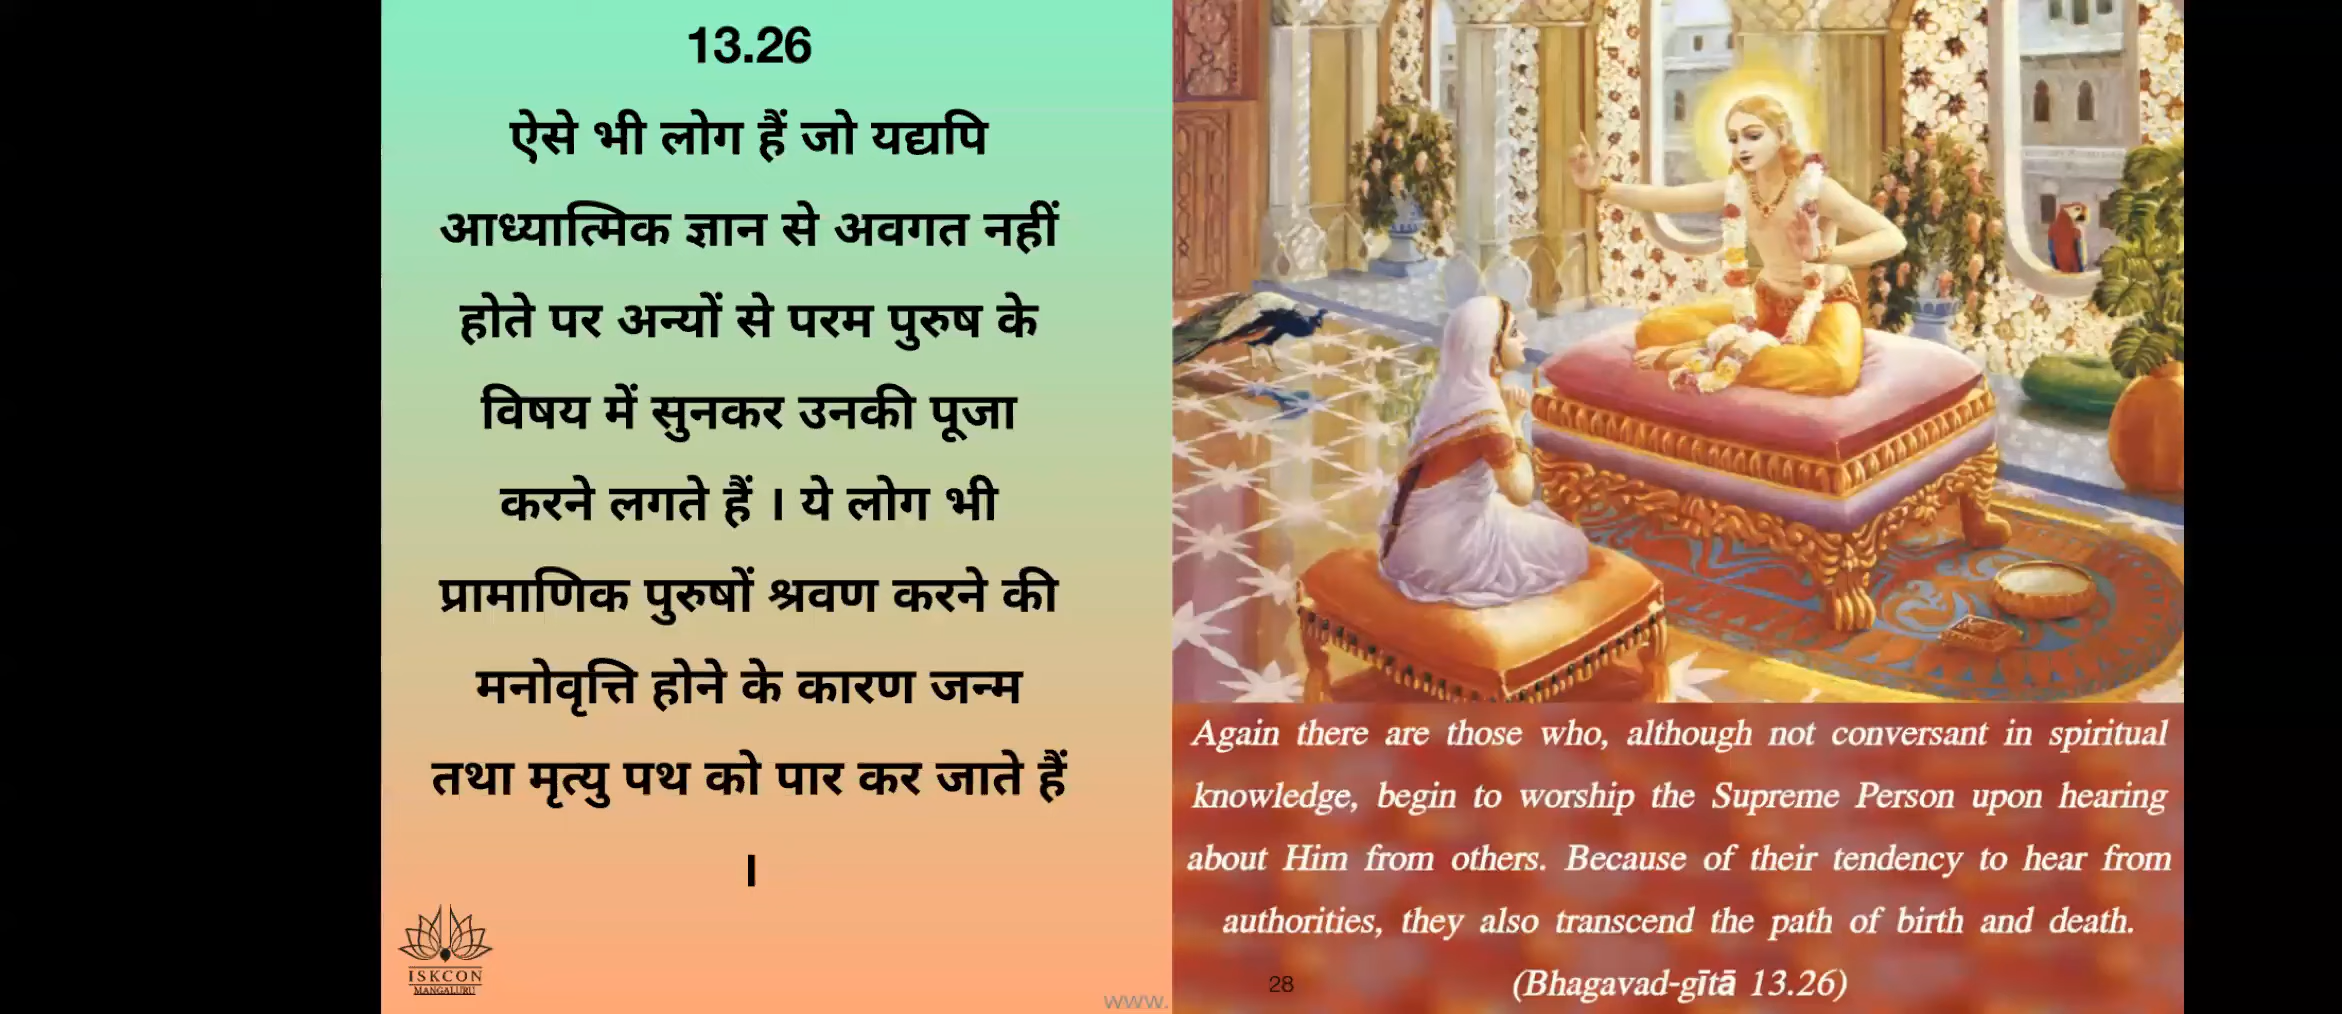 13.26
ऐसे भी लोग हैं जो यद्यपि
आध्यात्मिक ज्ञान से अवगत नहीं
होते पर अन्यों से परम पुरुष के
विषय में सुनकर उनकी पूजा
करने लगते हैं । ये लोग भी
प्रामाणिक पुरुषों श्रवण करने की
मनोवृत्ति होने के कारण जन्म
तथा मृत्यु पथ को पार कर जाते हैं
।
ISKCON
MANGALURU
www.
Again there are those who, although not conversant in spiritual
knowledge, begin to worship the Supreme Person upon hearing
about Him from others. Because of their tendency to hear from
authorities, they also transcend the path of birth and death.
(Bhagavad-gītā 13.26)
28